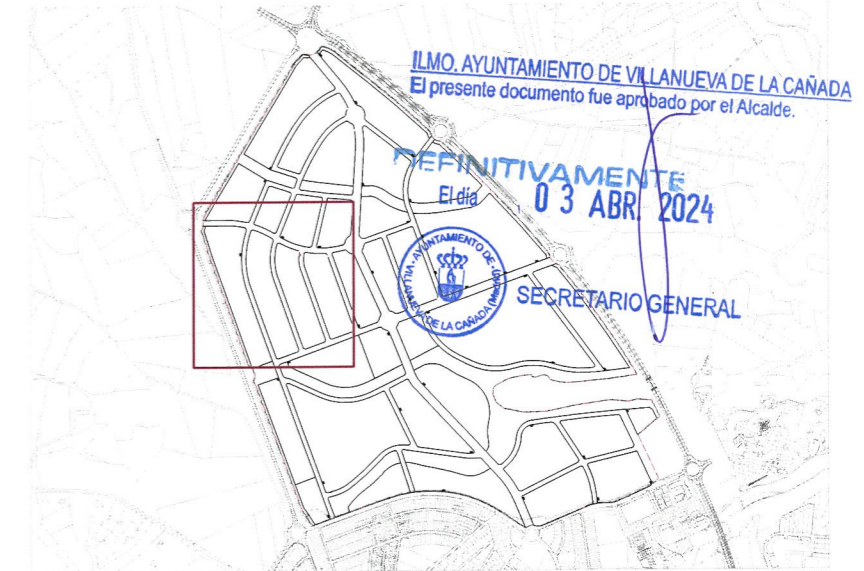 ILMO. AYUNTAMIENTO DE VILLANUEVA DE LA CAÑADA
El presente documento fue aprobado por el Alcalde.
DEFINITIVAMENTE
El día 03 ABR. 2024
AYUNTAMIENTO DE
VILLANUEVA DE LA CAÑADA (Madrid)
SECRETARIO GENERAL